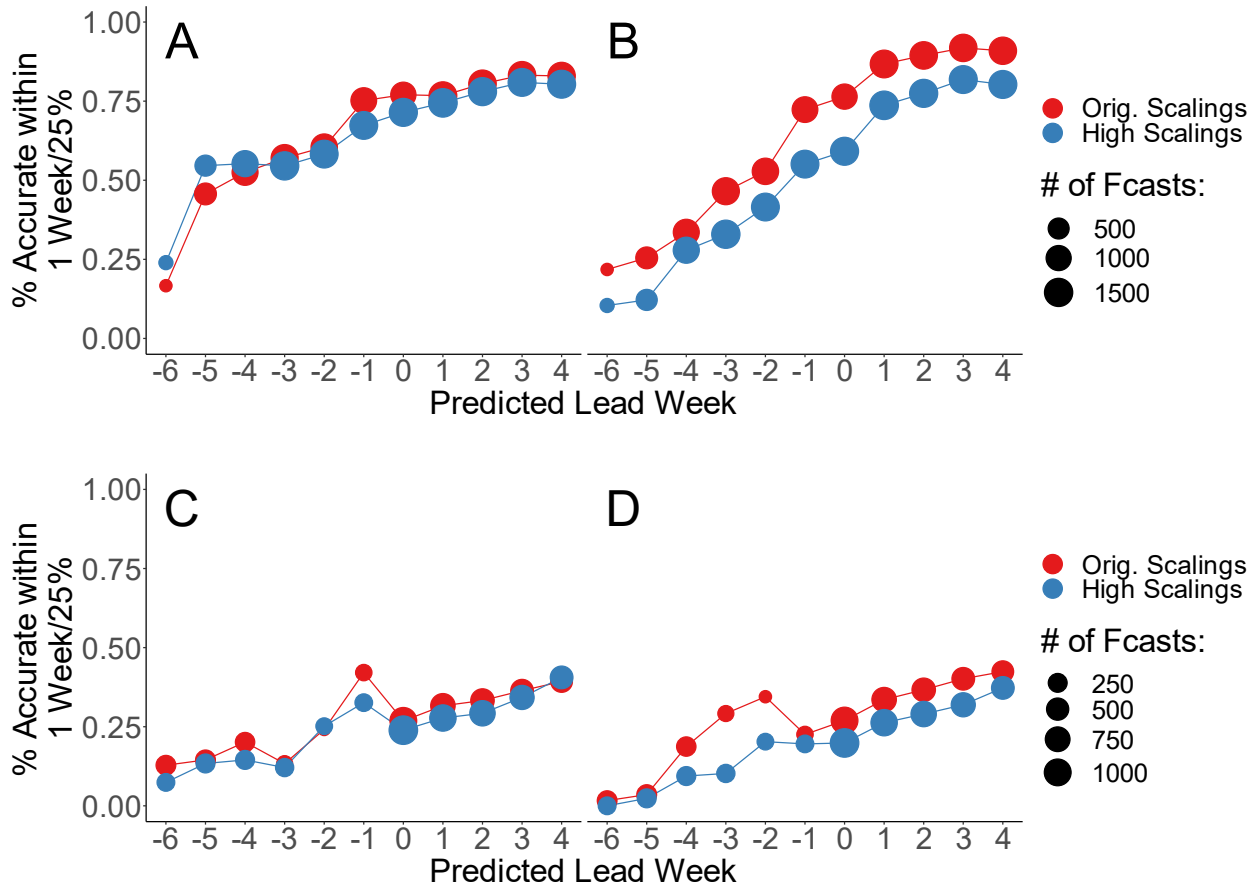 A
B
1.00
0.75
0.50
0.25
0.00
% Accurate within
1 Week/25%
-6 -5 -4 -3 -2 -1 0 1 2 3 4
-6 -5 -4 -3 -2 -1 0 1 2 3 4
Predicted Lead Week
Orig. Scalings
High Scalings
# of Fcasts:
500
1000
1500
C
D
1.00
0.75
0.50
0.25
0.00
% Accurate within
1 Week/25%
-6 -5 -4 -3 -2 -1 0 1 2 3 4
-6 -5 -4 -3 -2 -1 0 1 2 3 4
Predicted Lead Week
Orig. Scalings
High Scalings
# of Fcasts:
250
500
750
1000